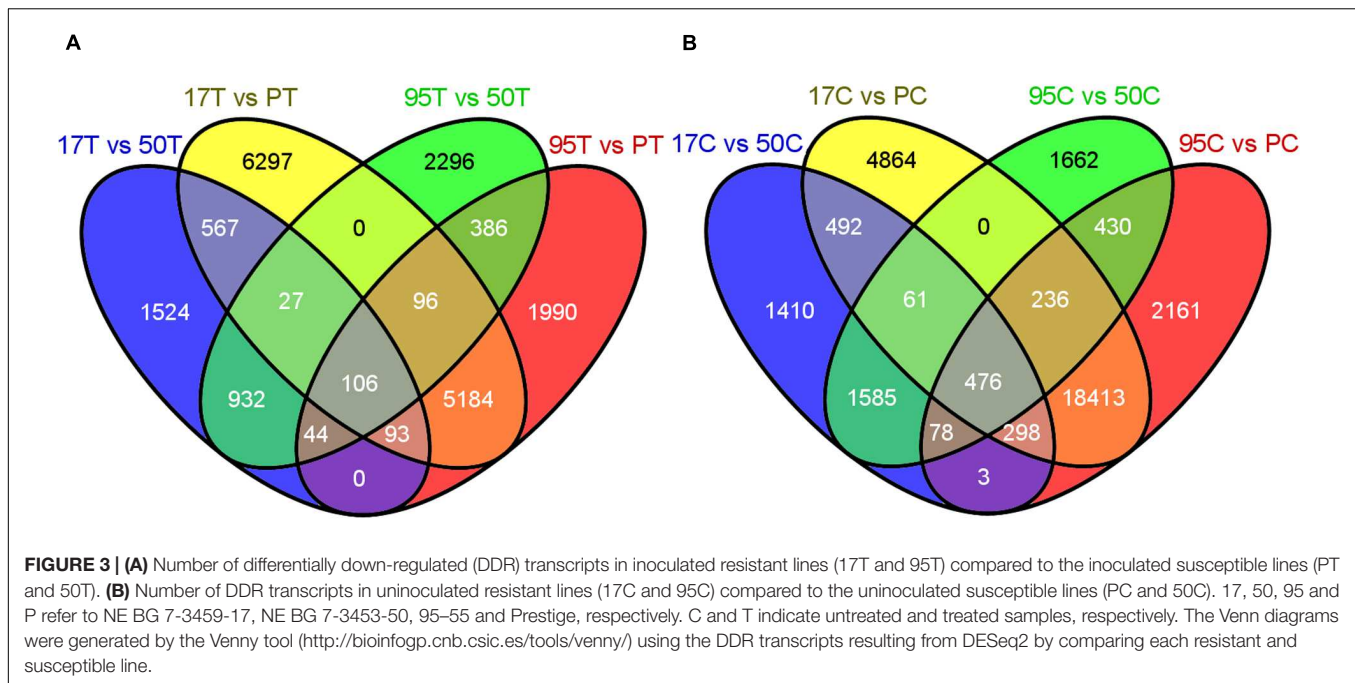 A
B
17T vs PT
95T vs 50T
17T vs 50T
95T vs PT
6297
2296
567
0
386
1524
27
96
1990
932
106
5184
44
93
0
17C vs PC
95C vs 50C
17C vs 50C
95C vs PC
4864
1662
492
0
430
1410
61
236
2161
1585
476
18413
78
298
3
FIGURE 3 | (A) Number of differentially down-regulated (DDR) transcripts in inoculated resistant lines (17T and 95T) compared to the inoculated susceptible lines (PT
and 50T). (B) Number of DDR transcripts in uninoculated resistant lines (17C and 95C) compared to the uninoculated susceptible lines (PC and 50C). 17, 50, 95 and
P refer to NE BG 7-3459-17, NE BG 7-3453-50, 95–55 and Prestige, respectively. C and T indicate untreated and treated samples, respectively. The Venn diagrams
were generated by the Venny tool (http://bioinfogp.cnb.csic.es/tools/venny/) using the DDR transcripts resulting from DESeq2 by comparing each resistant and
susceptible line.